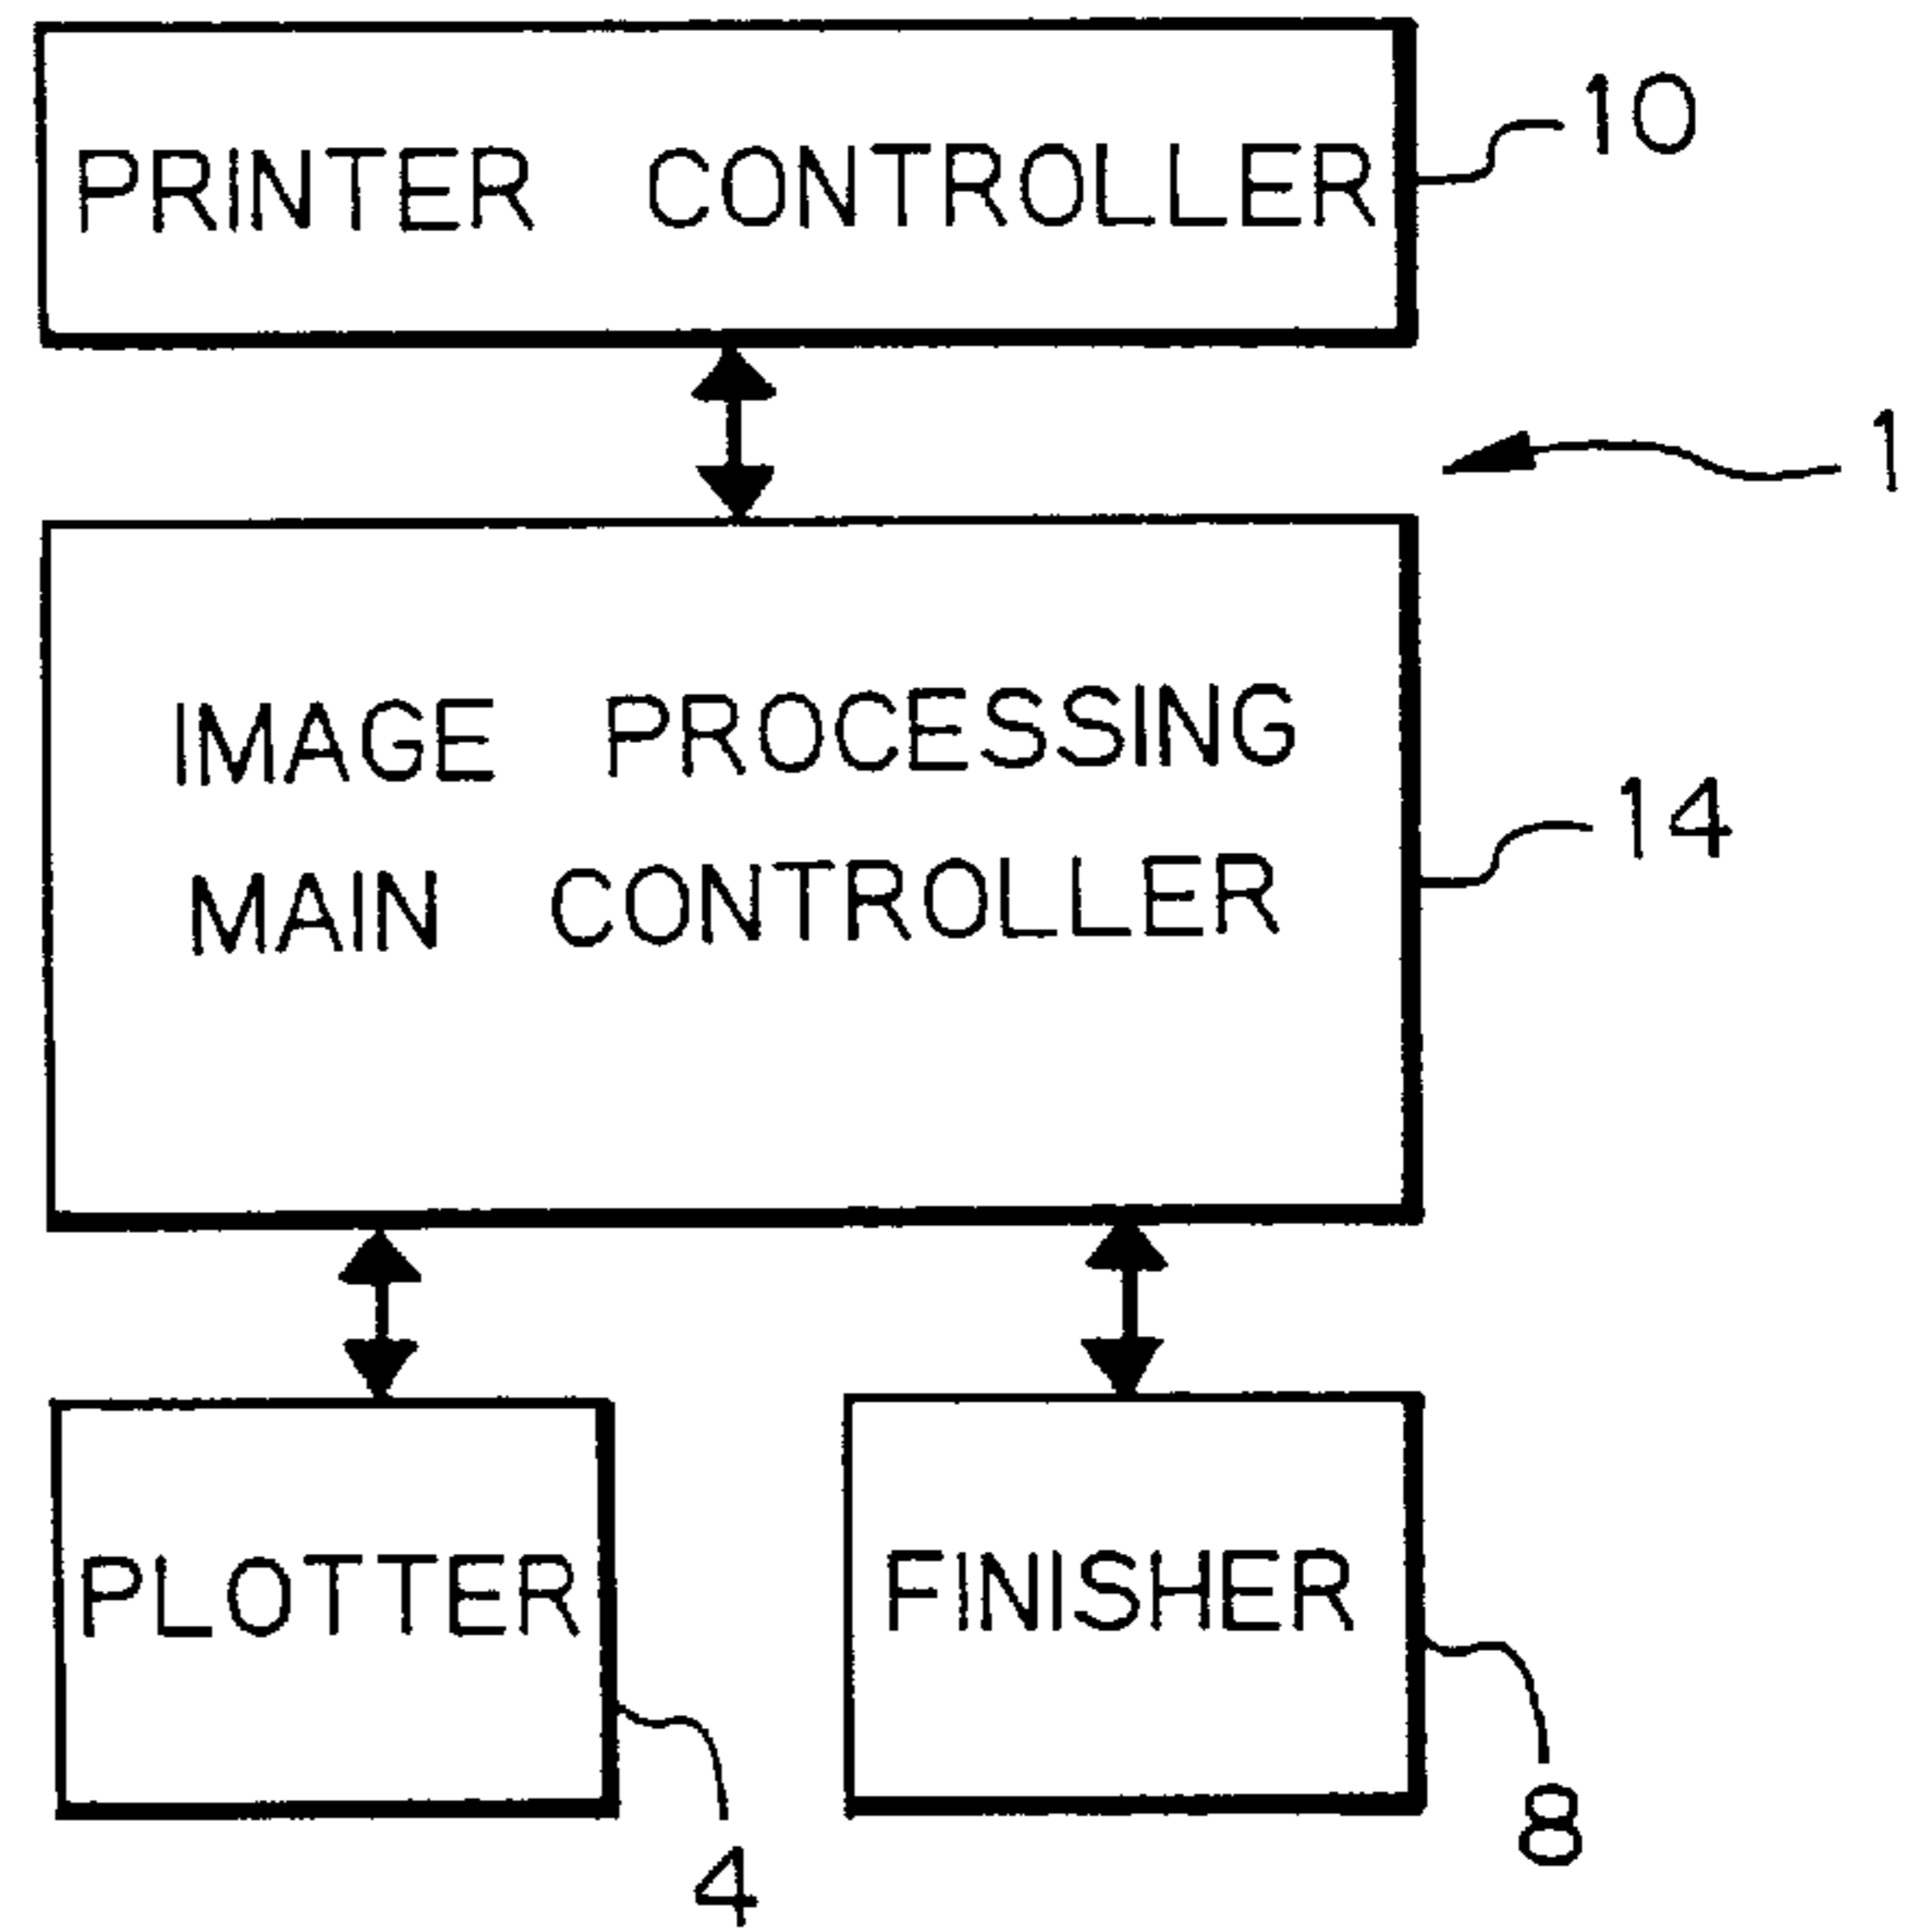 PRINTER CONTROLLER
10
1
IMAGE PROCESSING
MAIN CONTROLLER
14
PLOTTER
FINISHER
4
8